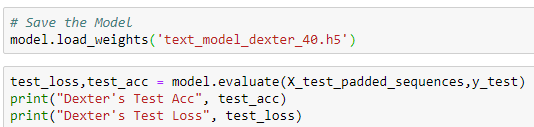 # Save the Model
model.load_weights('text_model_dexter_40.h5')
test_loss,test_acc = model.evaluate(X_test_padded_sequences,y_test)
print("Dexter's Test Acc", test_acc)
print("Dexter's Test Loss", test_loss)